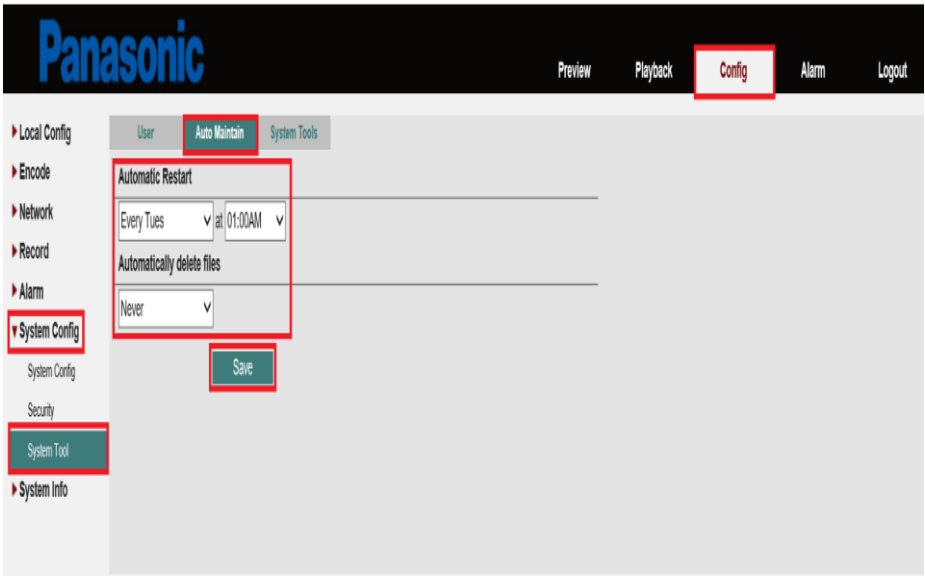 Panasonic
Preview Playback Config Alarm Logout
Local Config
Encode
Network
Record
Alarm
System Config
System Config
Security
System Tool
System Info
User Auto Maintain System Tools
Automatic Restart
Every Tues at 01:00AM
Automatically delete files
Never
Save